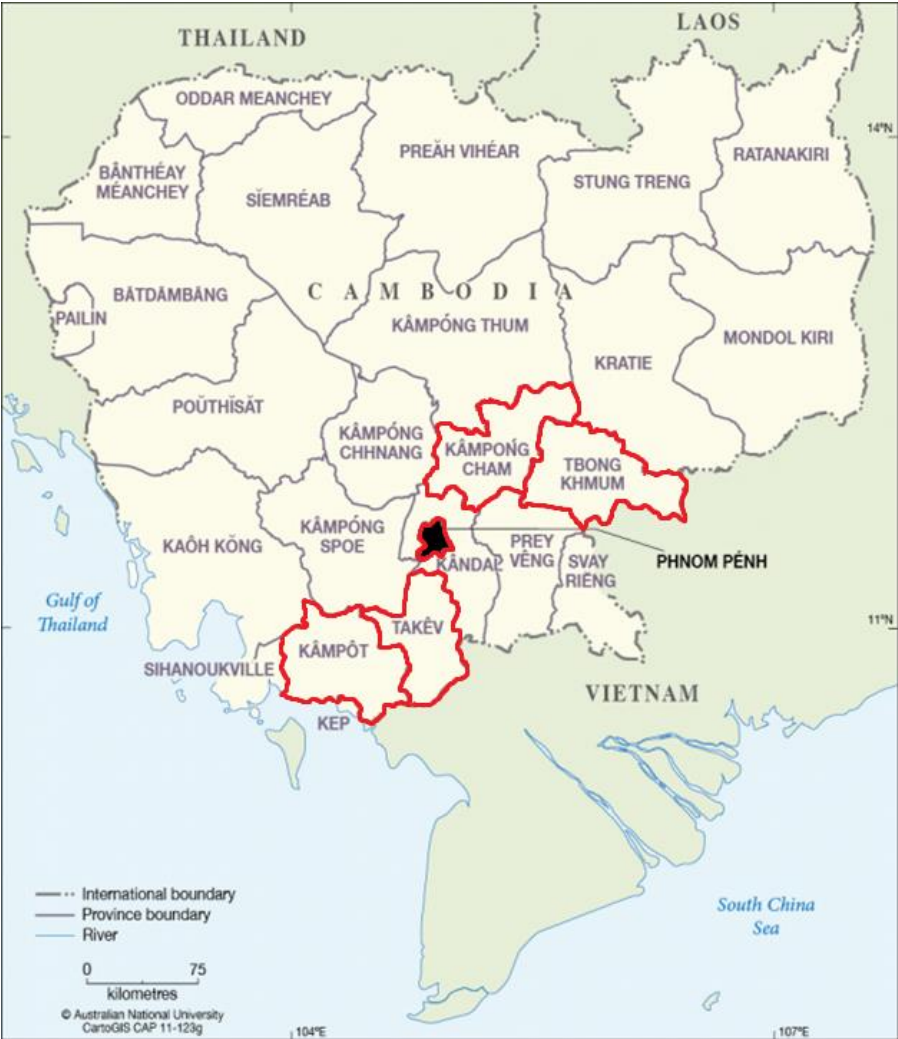 THAILAND
LAOS
ODDAR MEANCHEY
14°N
PREĂH VIHÉAR
RATANAKIRI
BÂNTHÉAY
MÉANCHEY
STUNG TRENG
SĬEMRÉAB
BĂTDÂMBÂNG
CAMBODIA
PAILIN
KÂMPÓNG THUM
MONDOL KIRI
KRATIE
POŬTHĬSĂT
KÂMPÓNG
CHHNANG
KÂMPONG
CHAM
TBONG
KHMUM
KÂMPÓNG
SPOE
KAÔH KŎNG
PREY
VÊNG
KÂNDAL
SVAY
RIĔNG
PHNOM PÉNH
Gulf of
Thailand
11°N
TAKÊV
KÂMPÔT
SIHANOUKVILLE
VIETNAM
KEP
International boundary
Province boundary
River
South China
Sea
0 75
kilometres
© Australian National University
CartoGIS CAP 11-123g
104°E
107°E